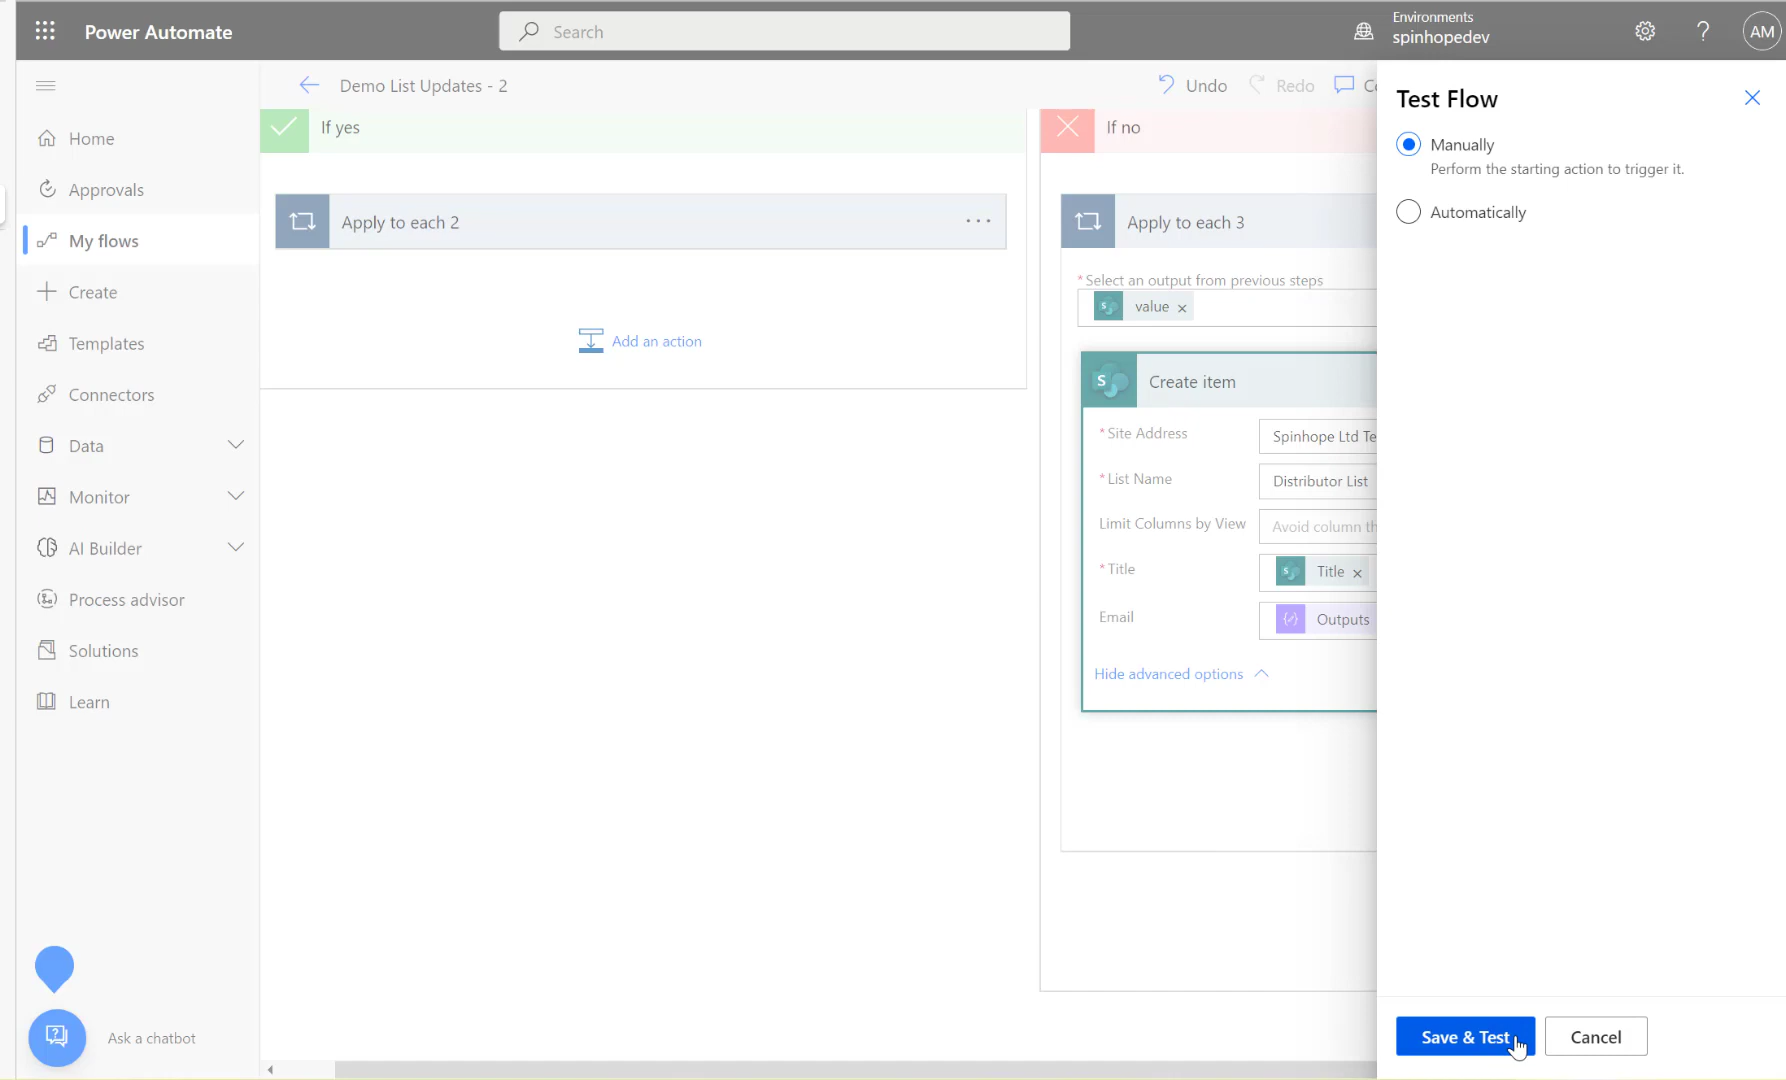 Power Automate
Search
Environments
spinhopedev
?
AM
Demo List Updates - 2
Undo
Redo
Home
Approvals
My flows
Create
Templates
Connectors
Data
Monitor
AI Builder
Process advisor
Solutions
Learn
Ask a chatbot
If yes
Apply to each 2
Add an action
If no
Apply to each 3
* Select an output from previous steps
value
Create item
* Site Address
Spinhope Ltd Te
* List Name
Distributor List
Limit Columns by View
Avoid column th
* Title
Title
Email
Outputs
Hide advanced options
Test Flow
Manually
Perform the starting action to trigger it.
Automatically
Save & Test
Cancel